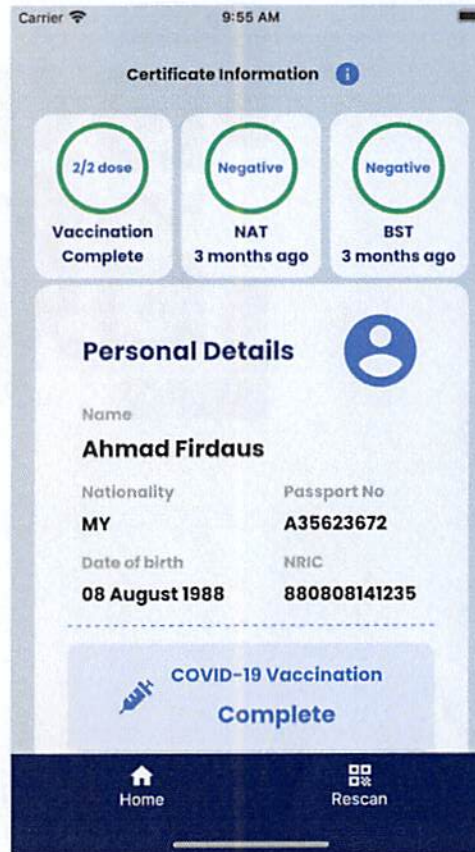 Carrier 9:55 AM
Certificate Information
2/2 dose Negative Negative
Vaccination Complete NAT 3 months ago BST 3 months ago
Personal Details
Name
Ahmad Firdaus
Nationality Passport No
MY A35623672
Date of birth NRIC
08 August 1988 880808141235
COVID-19 Vaccination
Complete
Home Rescan